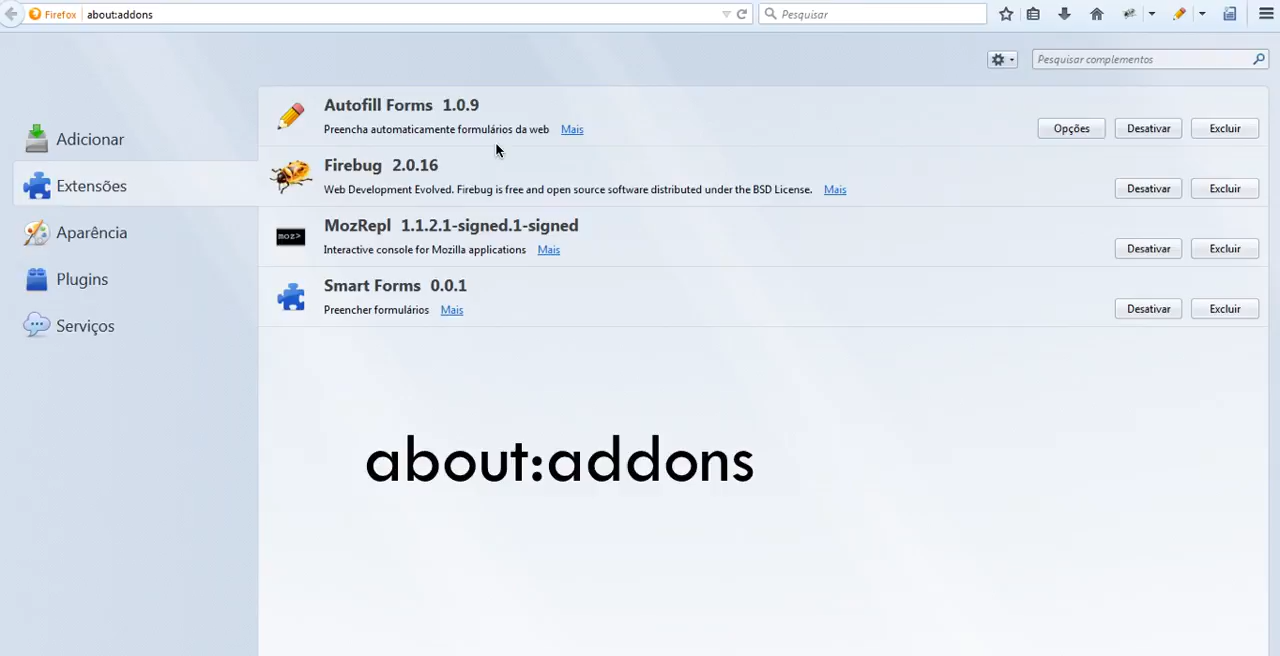 Firefox about:addons Pesquisar
Pesquisar complementos
Adicionar
Extensões
Aparência
Plugins
Serviços
Autofill Forms 1.0.9
Preencha automaticamente formulários da web Mais
Opções Desativar Excluir
Firebug 2.0.16
Web Development Evolved. Firebug is free and open source software distributed under the BSD License. Mais
Desativar Excluir
moz>
MozRepl 1.1.2.1-signed.1-signed
Interactive console for Mozilla applications Mais
Desativar Excluir
Smart Forms 0.0.1
Preencher formulários Mais
Desativar Excluir
about:addons